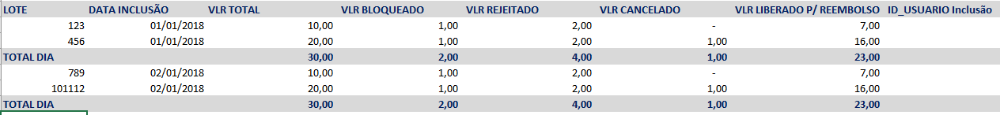 LOTE DATA INCLUSÃO VLR TOTAL VLR BLOQUEADO VLR REJEITADO VLR CANCELADO VLR LIBERADO P/ REEMBOLSO ID_USUARIO Inclusão
123 01/01/2018 10,00 1,00 2,00 - 7,00
456 01/01/2018 20,00 1,00 2,00 1,00 16,00
TOTAL DIA 30,00 2,00 4,00 1,00 23,00
789 02/01/2018 10,00 1,00 2,00 - 7,00
101112 02/01/2018 20,00 1,00 2,00 1,00 16,00
TOTAL DIA 30,00 2,00 4,00 1,00 23,00